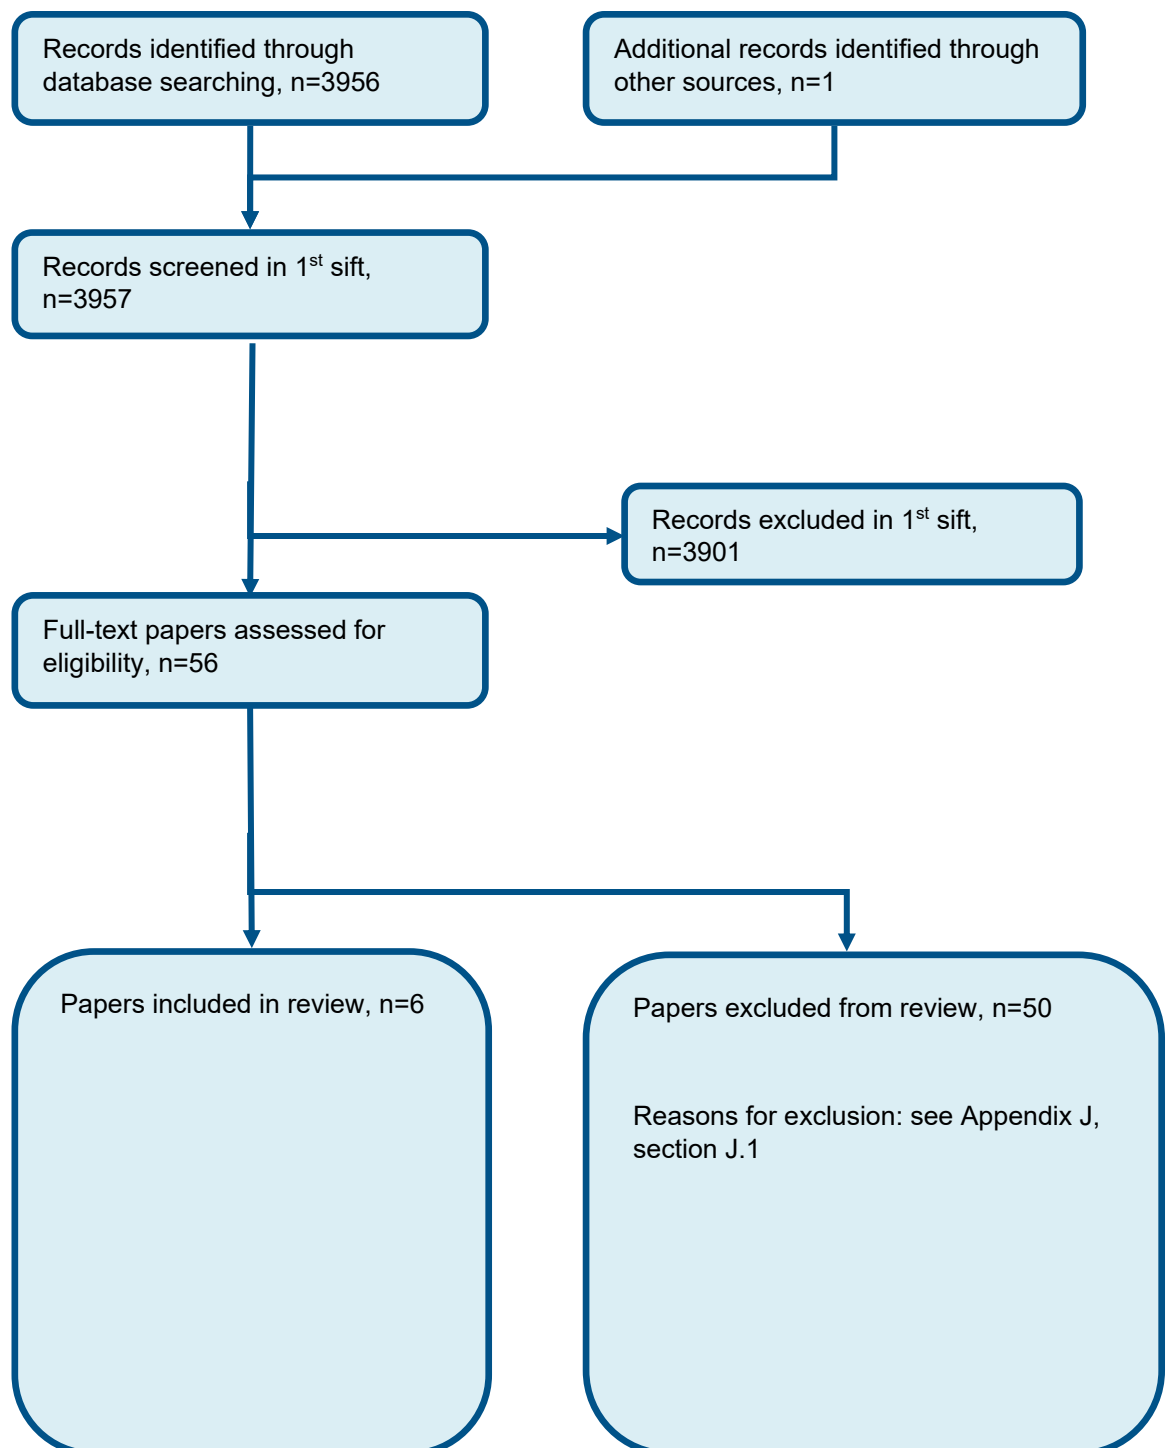 Records identified through
database searching, n=3956
Additional records identified through
other sources, n=1
Records screened in 1st sift,
n=3957
Records excluded in 1st sift,
n=3901
Full-text papers assessed for
eligibility, n=56
Papers included in review, n=6
Papers excluded from review, n=50
Reasons for exclusion: see Appendix J,
section J.1